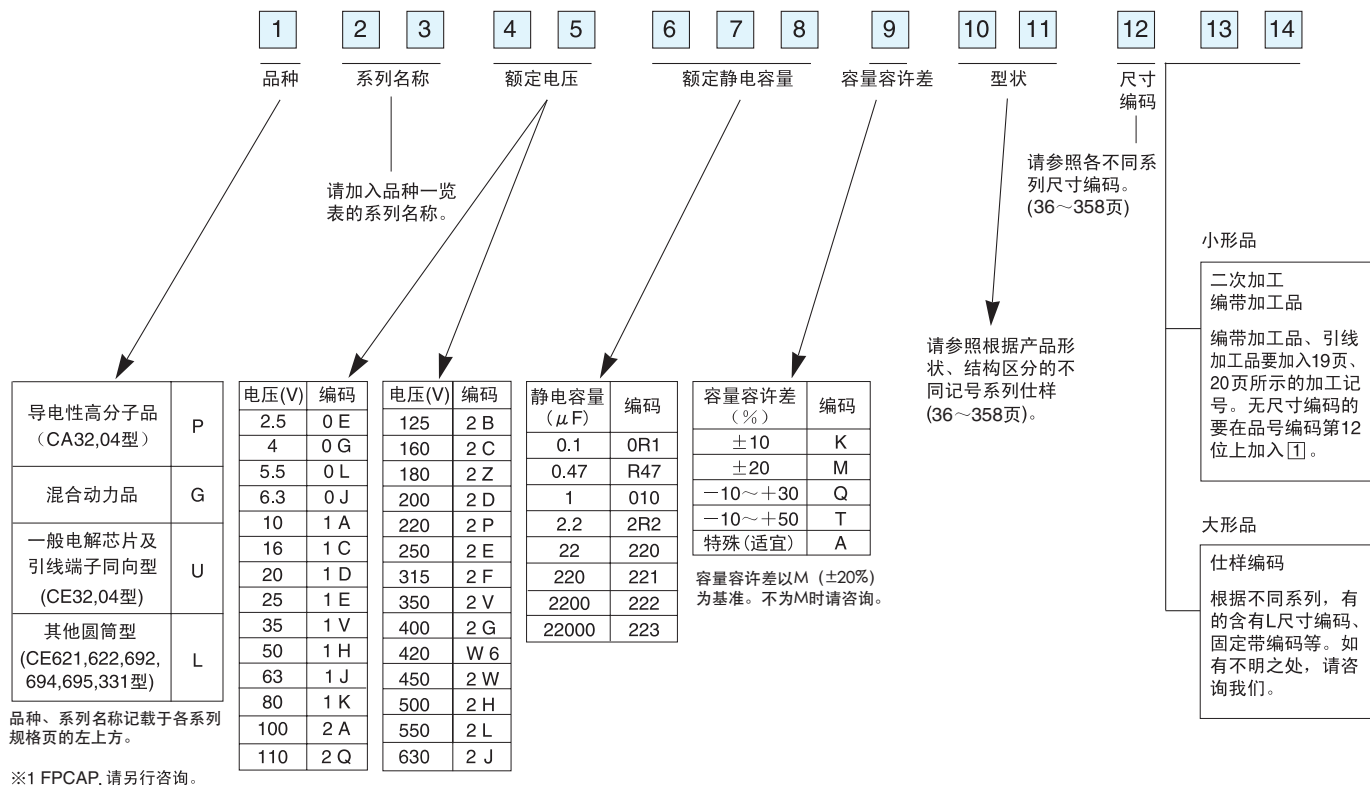 1 2 3 4 5 6 7 8 9 10 11 12 13 14
品种 系列名称 额定电压 额定静电容量 容量容许差 型状 尺寸
编码
请加入品种一览
表的系列名称。
请参照各不同系
列尺寸编码。
(36～358页)
请参照根据产品形
状、结构区分的不
同记号系列仕样
(36～358页)。
小形品
二次加工
编带加工品
编带加工品、引线
加工品要加入19页、
20页所示的加工记
号。无尺寸编码的
要在品号编码第12
位上加入1。
大形品
仕样编码
根据不同系列，有
的含有L尺寸编码、
固定带编码等。如
有不明之处，请咨
询我们。
导电性高分子品
（CA32,04型） P
混合动力品 G
一般电解芯片及
引线端子同向型 U
(CE32,04型)
其他圆筒型
(CE621,622,692, L
694,695,331型)
品种、系列名称记载于各系列
规格页的左上方。
※1 FPCAP, 请另行咨询。
电压(V) 编码
2.5 0 E
4 0 G
5.5 0 L
6.3 0 J
10 1 A
16 1 C
20 1 D
25 1 E
35 1 V
50 1 H
63 1 J
80 1 K
100 2 A
110 2 Q
电压(V) 编码
125 2 B
160 2 C
180 2 Z
200 2 D
220 2 P
250 2 E
315 2 F
350 2 V
400 2 G
420 W 6
450 2 W
500 2 H
550 2 L
630 2 J
静电容量
（μF） 编码
0.1 0R1
0.47 R47
1 010
2.2 2R2
22 220
220 221
2200 222
22000 223
容量容许差
（%） 编码
±10 K
±20 M
－10～＋30 Q
－10～＋50 T
特殊（适宜） A
容量容许差以M（±20%）
为基准。不为M时请咨询。